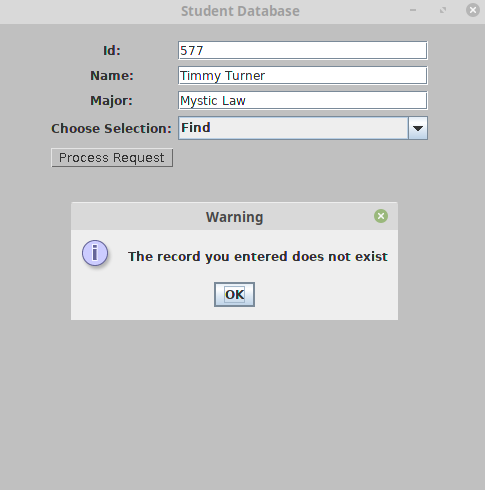 Student Database
Id: 577
Name: Timmy Turner
Major: Mystic Law
Choose Selection: Find
Process Request
Warning
i The record you entered does not exist
OK